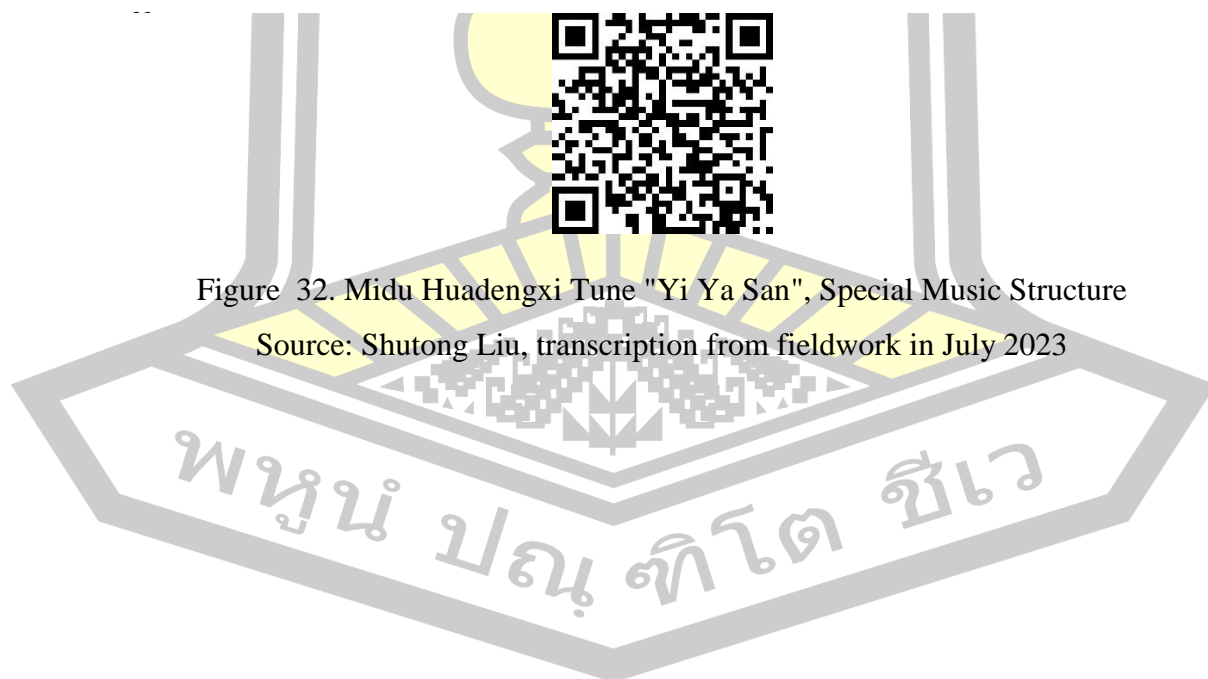 Figure  32. Midu Huadengxi Tune "Yi Ya San", Special Music Structure
Source: Shutong Liu, transcription from fieldwork in July 2023
พหูนํ ปณฺฑิโต ชีเว